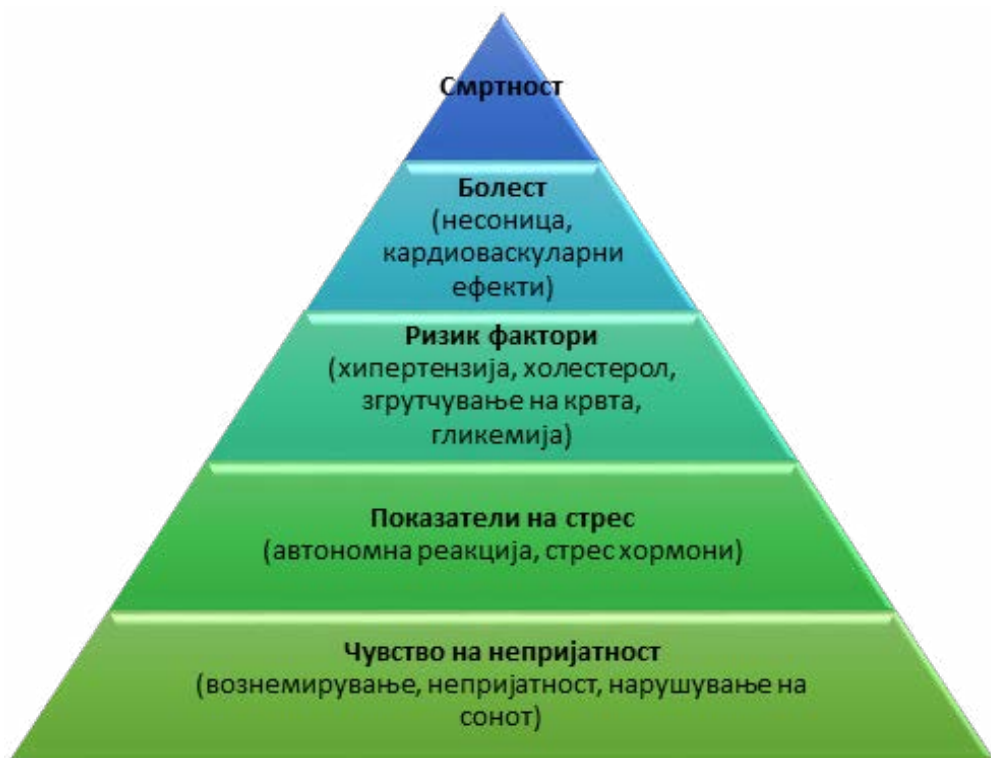 Смртност
Болест
(несоница,
кардиоваскуларни
ефекти)
Ризик фактори
(хипертензија, холестерол,
згрутчување на крвта,
гликемија)
Показатели на стрес
(автономна реакција, стрес хормони)
Чувство на непријатност
(вознемирување, непријатност, нарушување на
сонот)